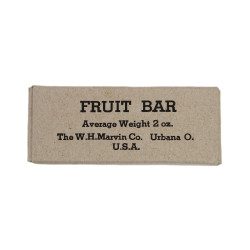 FRUIT BAR
Average Weight 2 oz.
The W.H.Marvin Co. Urbana O.
U.S.A.